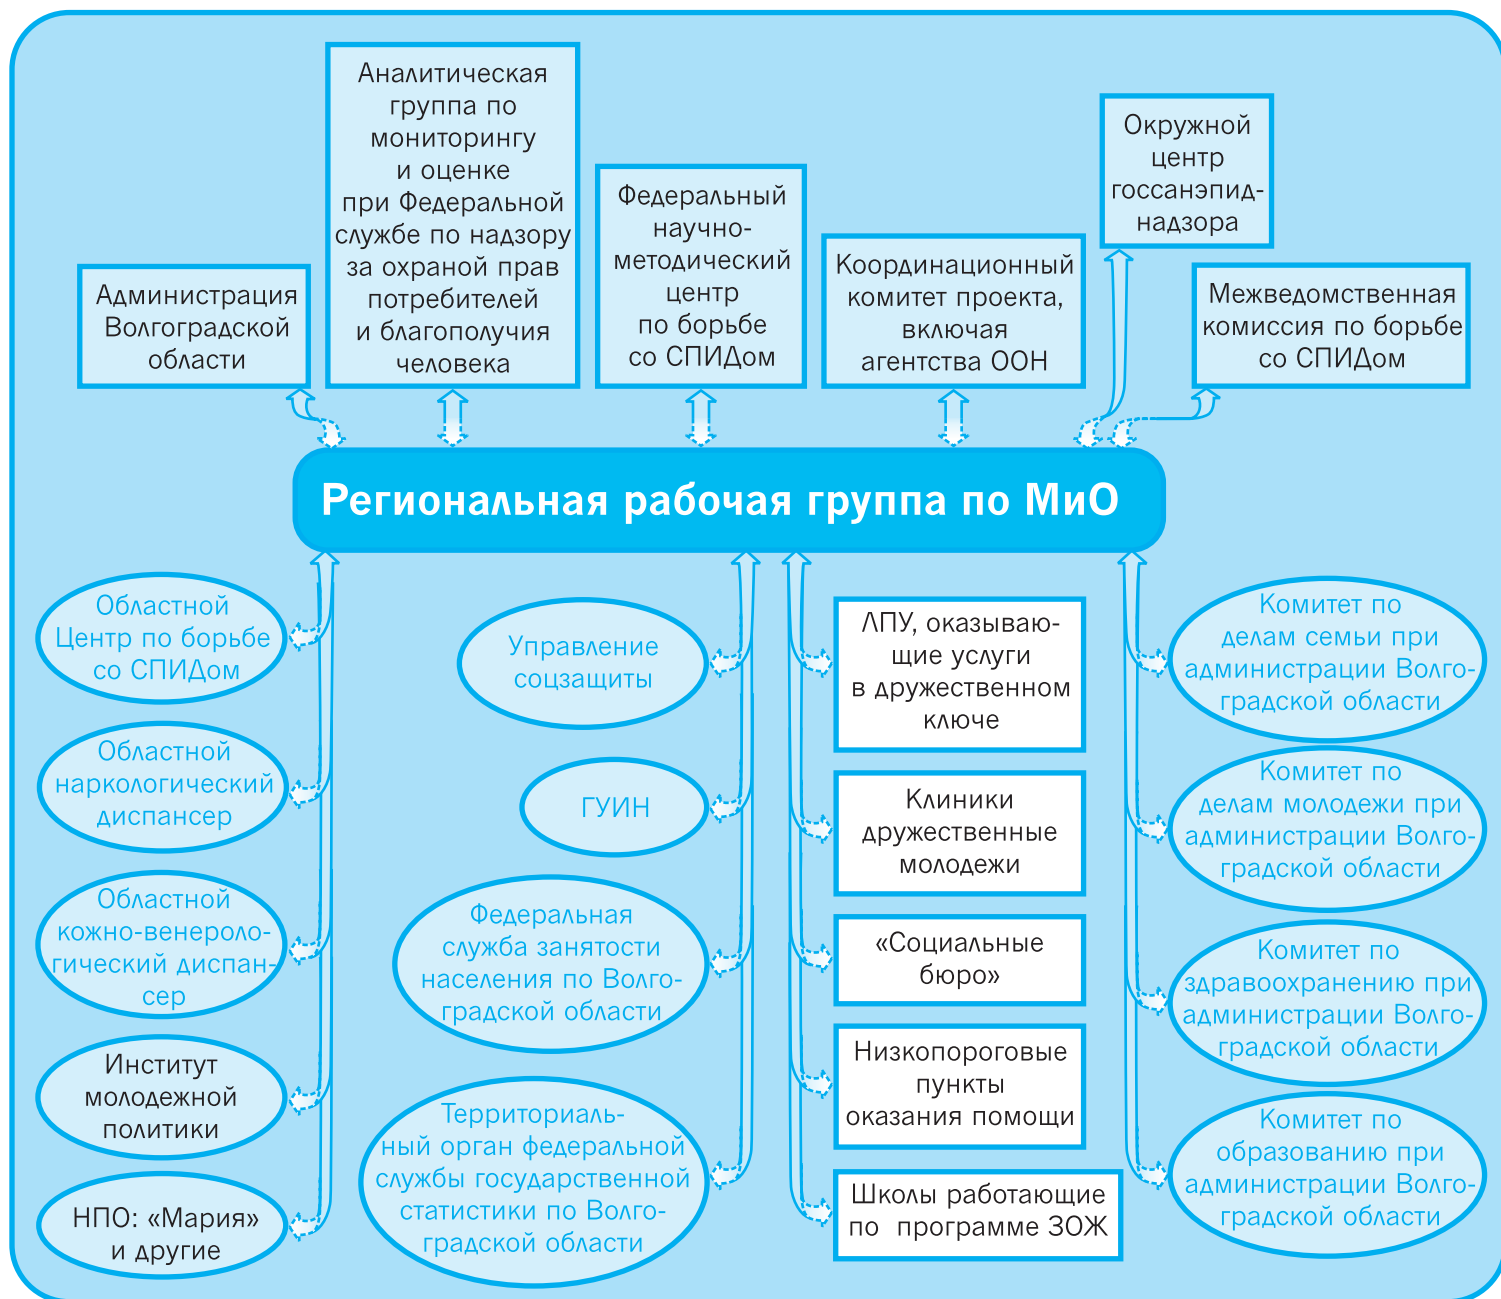 Аналитическая
группа по
мониторингу
и оценке
при Федеральной
службе по надзору
за охраной прав
потребителей
и благополучия
человека
Окружной
центр
госсанэпид-
надзора
Федеральный
научно-
методический
центр
по борьбе
со СПИДом
Координационный
комитет проекта,
включая
агентства ООН
Администрация
Волгоградской
области
Межведомственная
комиссия по борьбе
со СПИДом
Региональная рабочая группа по МиО
Областной
Центр по борьбе
со СПИДом
Областной
наркологический
диспансер
Областной
кожно-венероло-
гический диспан-
сер
Институт
молодежной
политики
НПО: «Мария»
и другие
Управление
соцзащиты
ГУИН
Федеральная
служба занятости
населения по Волго-
градской области
Территориаль-
ный орган федеральной
службы государственной
статистики по Волго-
градской области
ЛПУ, оказываю-
щие услуги
в дружественном
ключе
Клиники
дружественные
молодежи
«Социальные
бюро»
Низкопороговые
пункты
оказания помощи
Школы работающие
по программе ЗОЖ
Комитет по
делам семьи при
администрации Волго-
градской области
Комитет по
делам молодежи при
администрации Волго-
градской области
Комитет по
здравоохранению при
администрации Волго-
градской области
Комитет по
образованию при
администрации Волго-
градской области